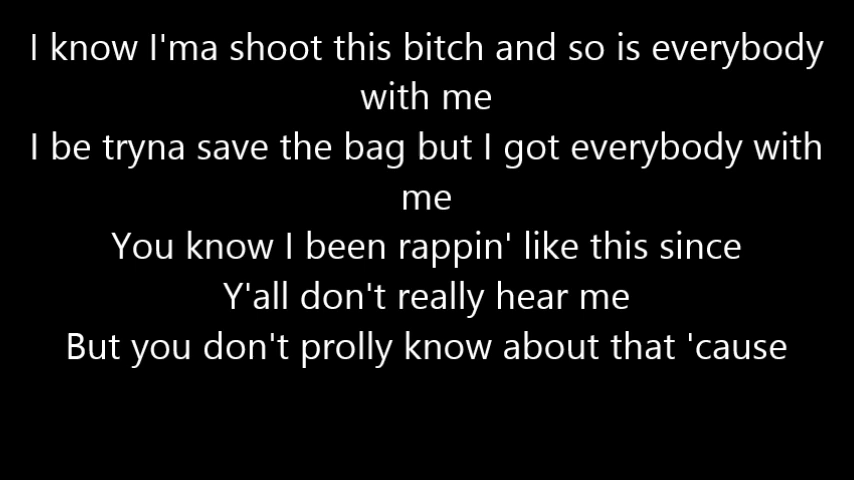 I know I'ma shoot this bitch and so is everybody
with me
I be tryna save the bag but I got everybody with
me
You know I been rappin' like this since
Y'all don't really hear me
But you don't prolly know about that 'cause